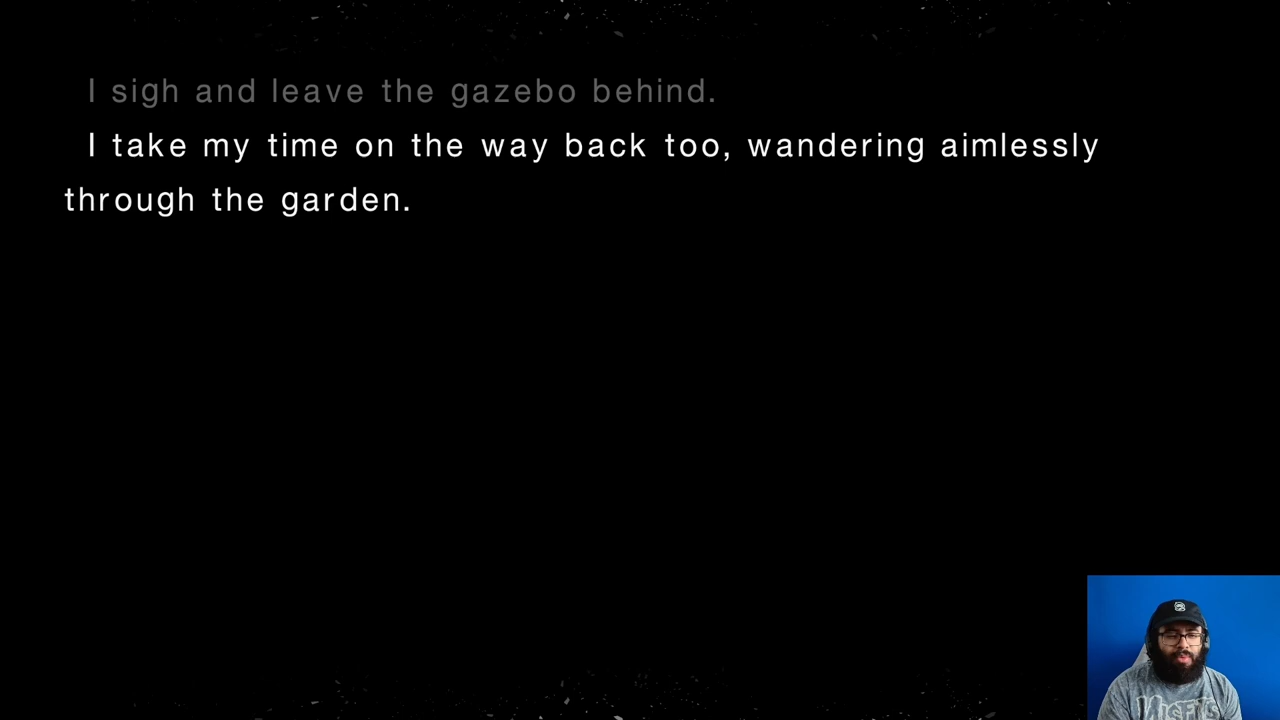 I sigh and leave the gazebo behind.
I take my time on the way back too, wandering aimlessly
through the garden.